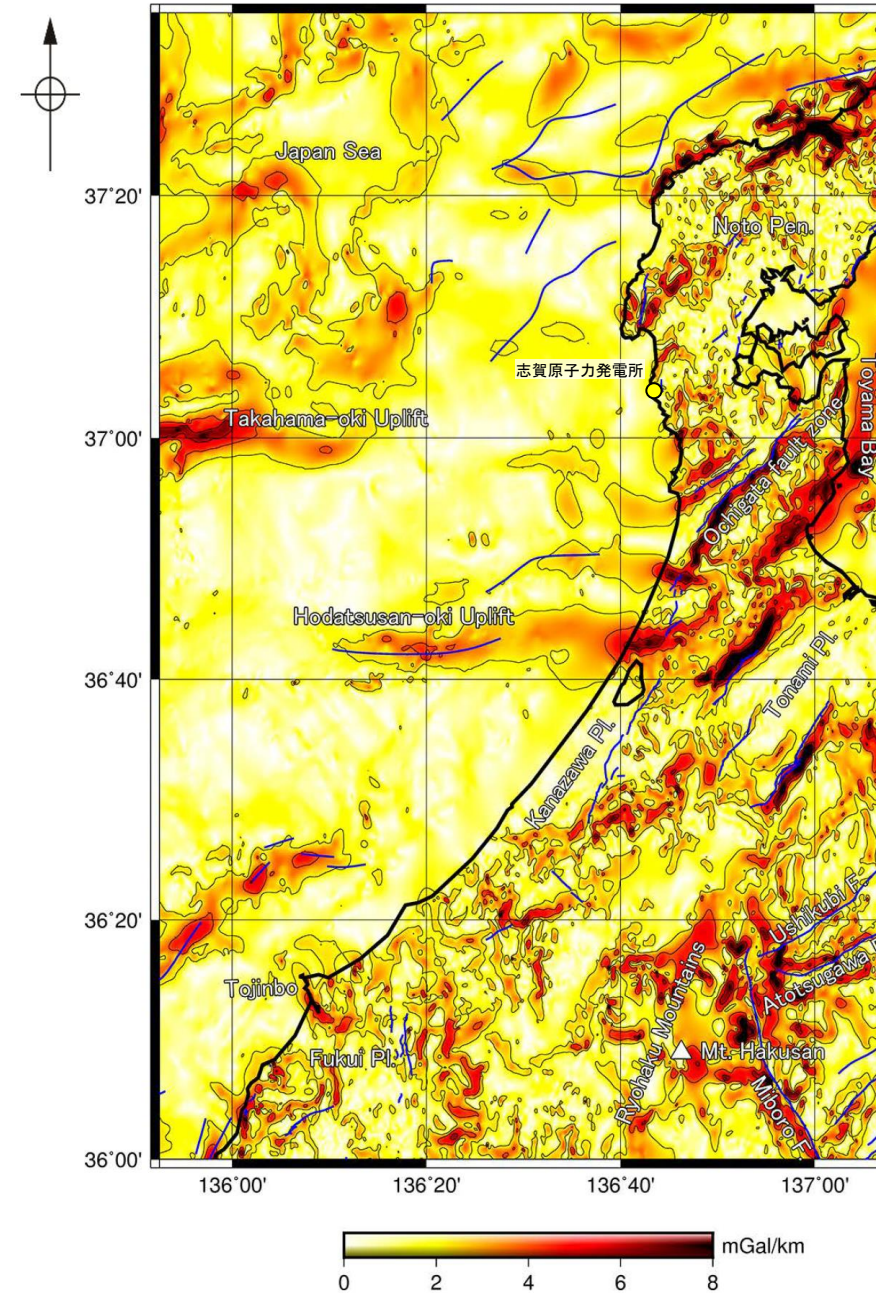 Japan Sea
37°20'
Noto Pen.
志賀原子力発電所
Toyama Bay
Takahama-oki Uplift
37°00'
Ochigata fault zone
Hodatsusan-oki Uplift
36°40'
Tonami Pl.
Kanazawa Pl.
36°20'
Ushikubi F.
Atotsugawa F
Tojinbo
Ryohaku Mountains
Fukui Pl.
Mt. Hakusan
Miboro F.
36°00'
136°00' 136°20' 136°40' 137°00'
mGal/km
0 2 4 6 8